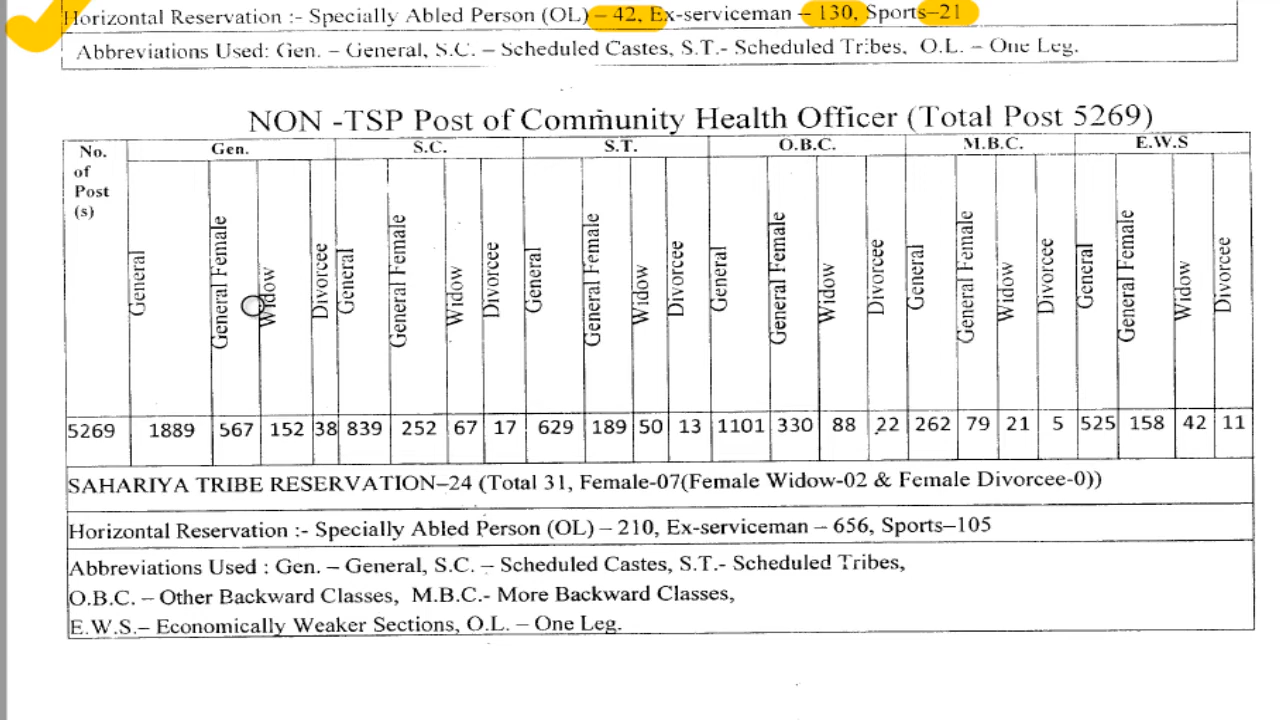 Horizontal Reservation :- Specially Abled Person (OL) – 42, Ex-serviceman – 130, Sports–21
Abbreviations Used: Gen. – General, S.C. – Scheduled Castes, S.T.- Scheduled Tribes, O.L. – One Leg.
NON -TSP Post of Community Health Officer (Total Post 5269)
No. of Post (s) Gen. S.C. S.T. O.B.C. M.B.C. E.W.S
General General Female Widow Divorcee General General Female Widow Divorcee General General Female Widow Divorcee General General Female Widow Divorcee General General Female Widow Divorcee General General Female Widow Divorcee
5269 1889 567 152 38 839 252 67 17 629 189 50 13 1101 330 88 22 262 79 21 5 525 158 42 11
SAHARIYA TRIBE RESERVATION–24 (Total 31, Female-07(Female Widow-02 & Female Divorcee-0))
Horizontal Reservation :- Specially Abled Person (OL) – 210, Ex-serviceman – 656, Sports–105
Abbreviations Used : Gen. – General, S.C. – Scheduled Castes, S.T.- Scheduled Tribes,
O.B.C. – Other Backward Classes, M.B.C.- More Backward Classes,
E.W.S.– Economically Weaker Sections, O.L. – One Leg.